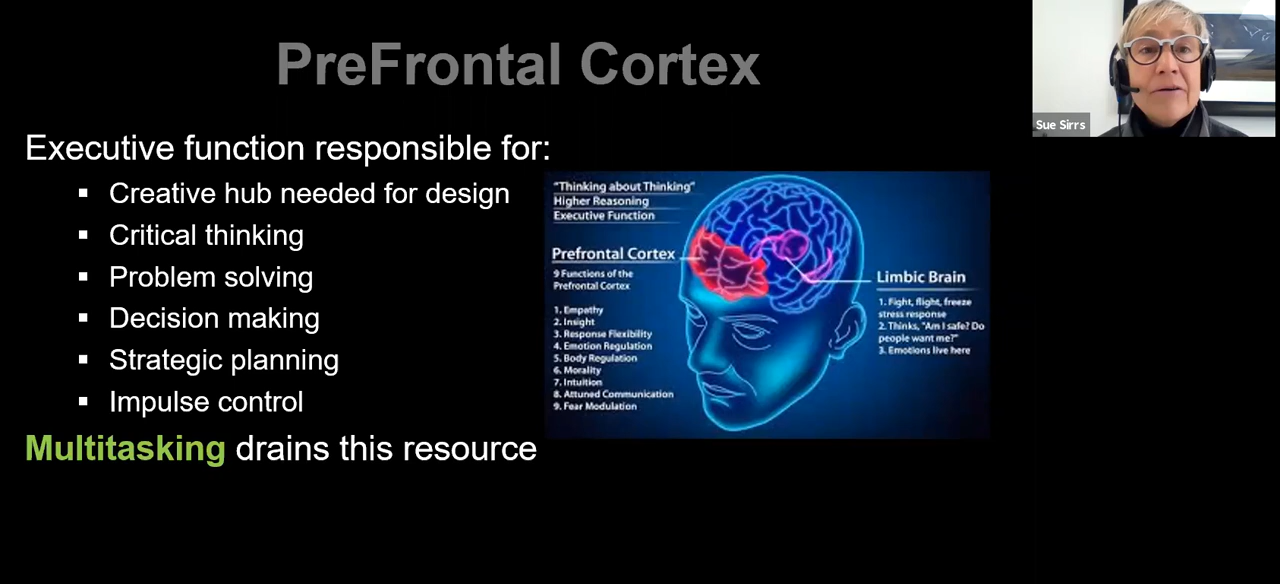 PreFrontal Cortex
Executive function responsible for:
▪ Creative hub needed for design
▪ Critical thinking
▪ Problem solving
▪ Decision making
▪ Strategic planning
▪ Impulse control
Multitasking drains this resource
"Thinking about Thinking"
Higher Reasoning
Executive Function
Prefrontal Cortex
9 Functions of the
Prefrontal Cortex
1. Empathy
2. Insight
3. Response Flexibility
4. Emotion Regulation
5. Body Regulation
6. Morality
7. Intuition
8. Attuned Communication
9. Fear Modulation
Limbic Brain
1. Fight, flight, freeze
stress response
2. Thinks, "Am I safe? Do
people want me?"
3. Emotions live here
Sue Sirrs